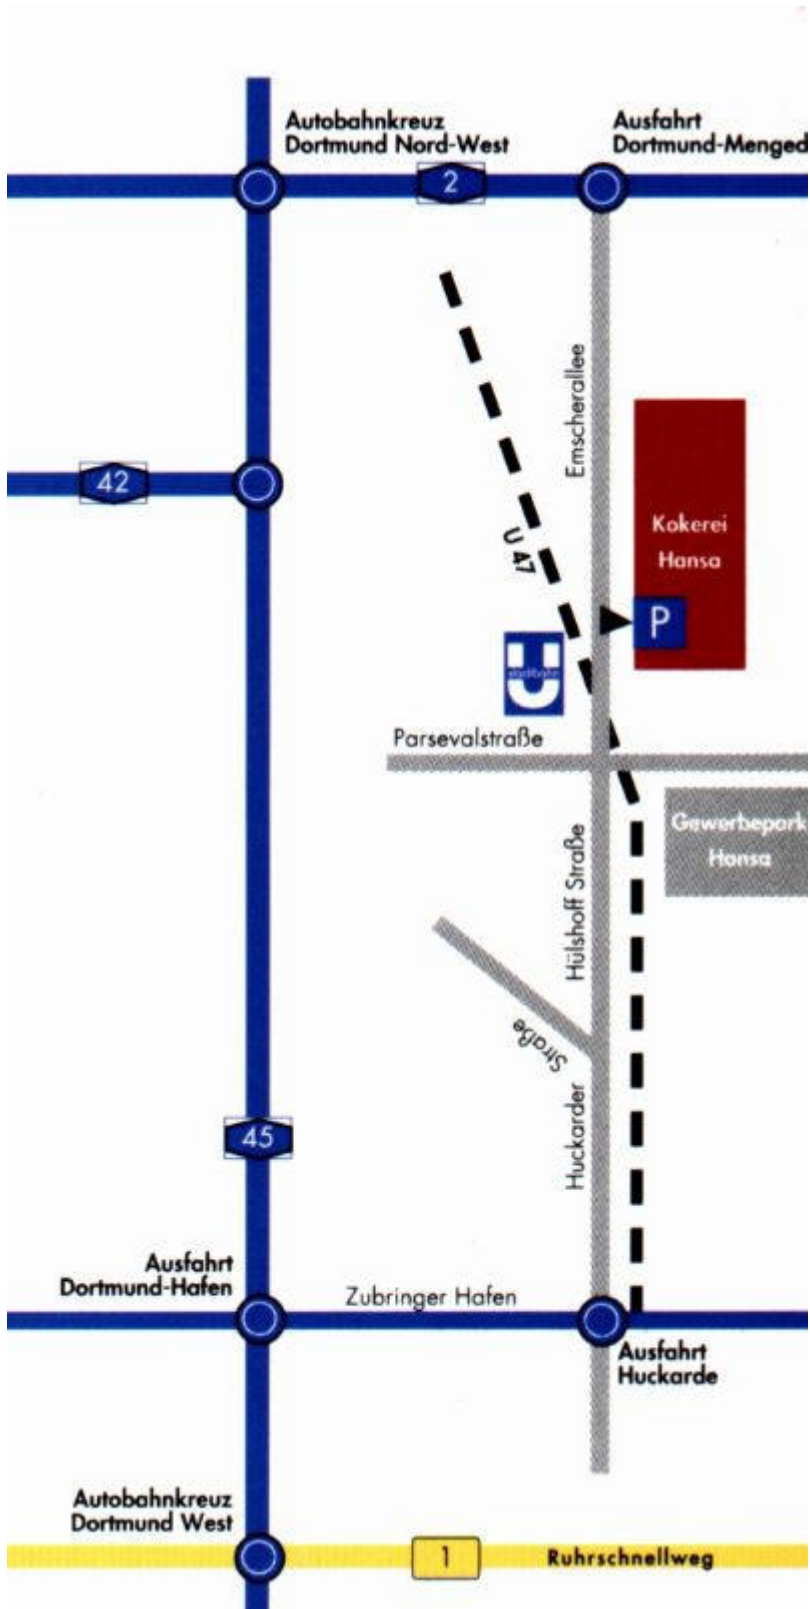 Autobahnkreuz
Dortmund Nord-West
Ausfahrt
Dortmund-Menged
2
Emscherallee
42
Kokerei
Hansa
U 47
P
U
stadtbahn
Parsevalstraße
Gewerbepark
Hansa
Hülshoff Straße
Straße
Huckarder
45
Ausfahrt
Dortmund-Hafen
Zubringer Hafen
Ausfahrt
Huckarde
Autobahnkreuz
Dortmund West
1
Ruhrschnellweg